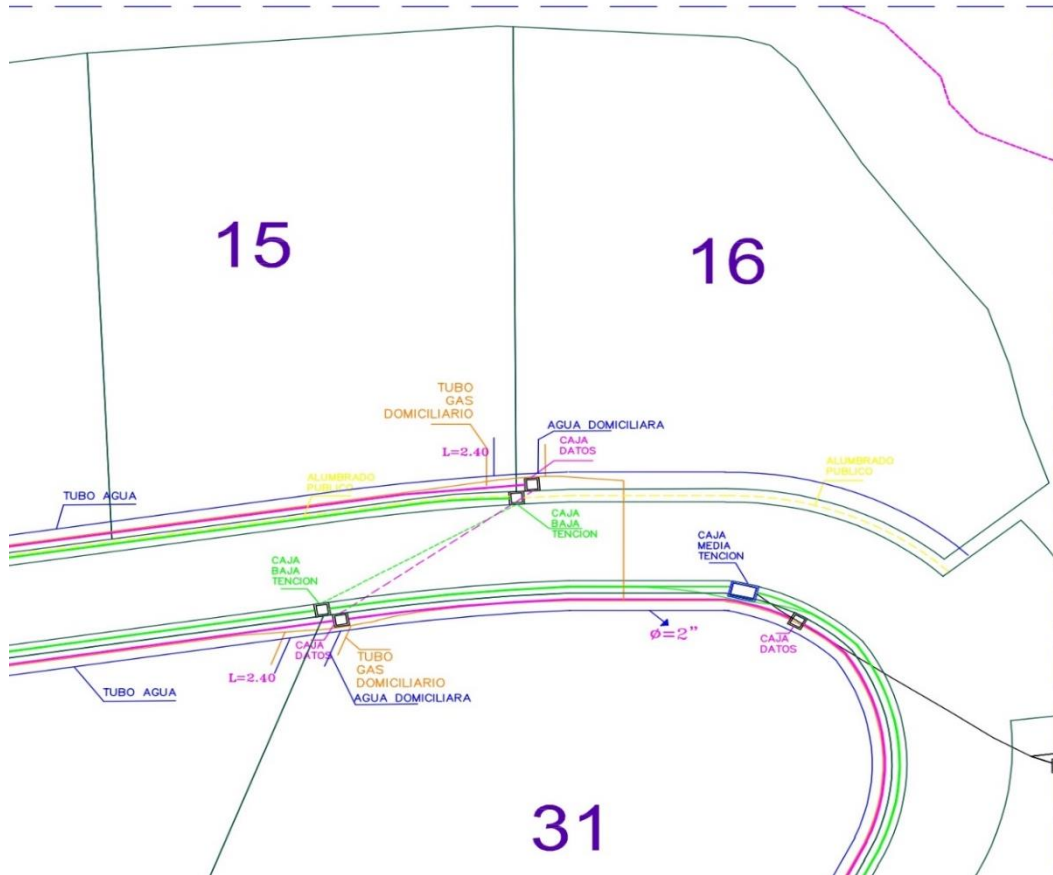 15
16
TUBO
GAS
DOMICILIARIO
L=2.40
AGUA DOMICILIARA
CAJA
DATOS
ALUMBRADO
PUBLICO
ALUMBRADO
PUBLICO
TUBO AGUA
CAJA
BAJA
TENCION
CAJA
MEDIA
TENCION
CAJA
BAJA
TENCION
CAJA
DATOS
ø=2"
CAJA
DATOS
L=2.40
TUBO
GAS
DOMICILIARIO
TUBO AGUA
AGUA DOMICILIARA
31